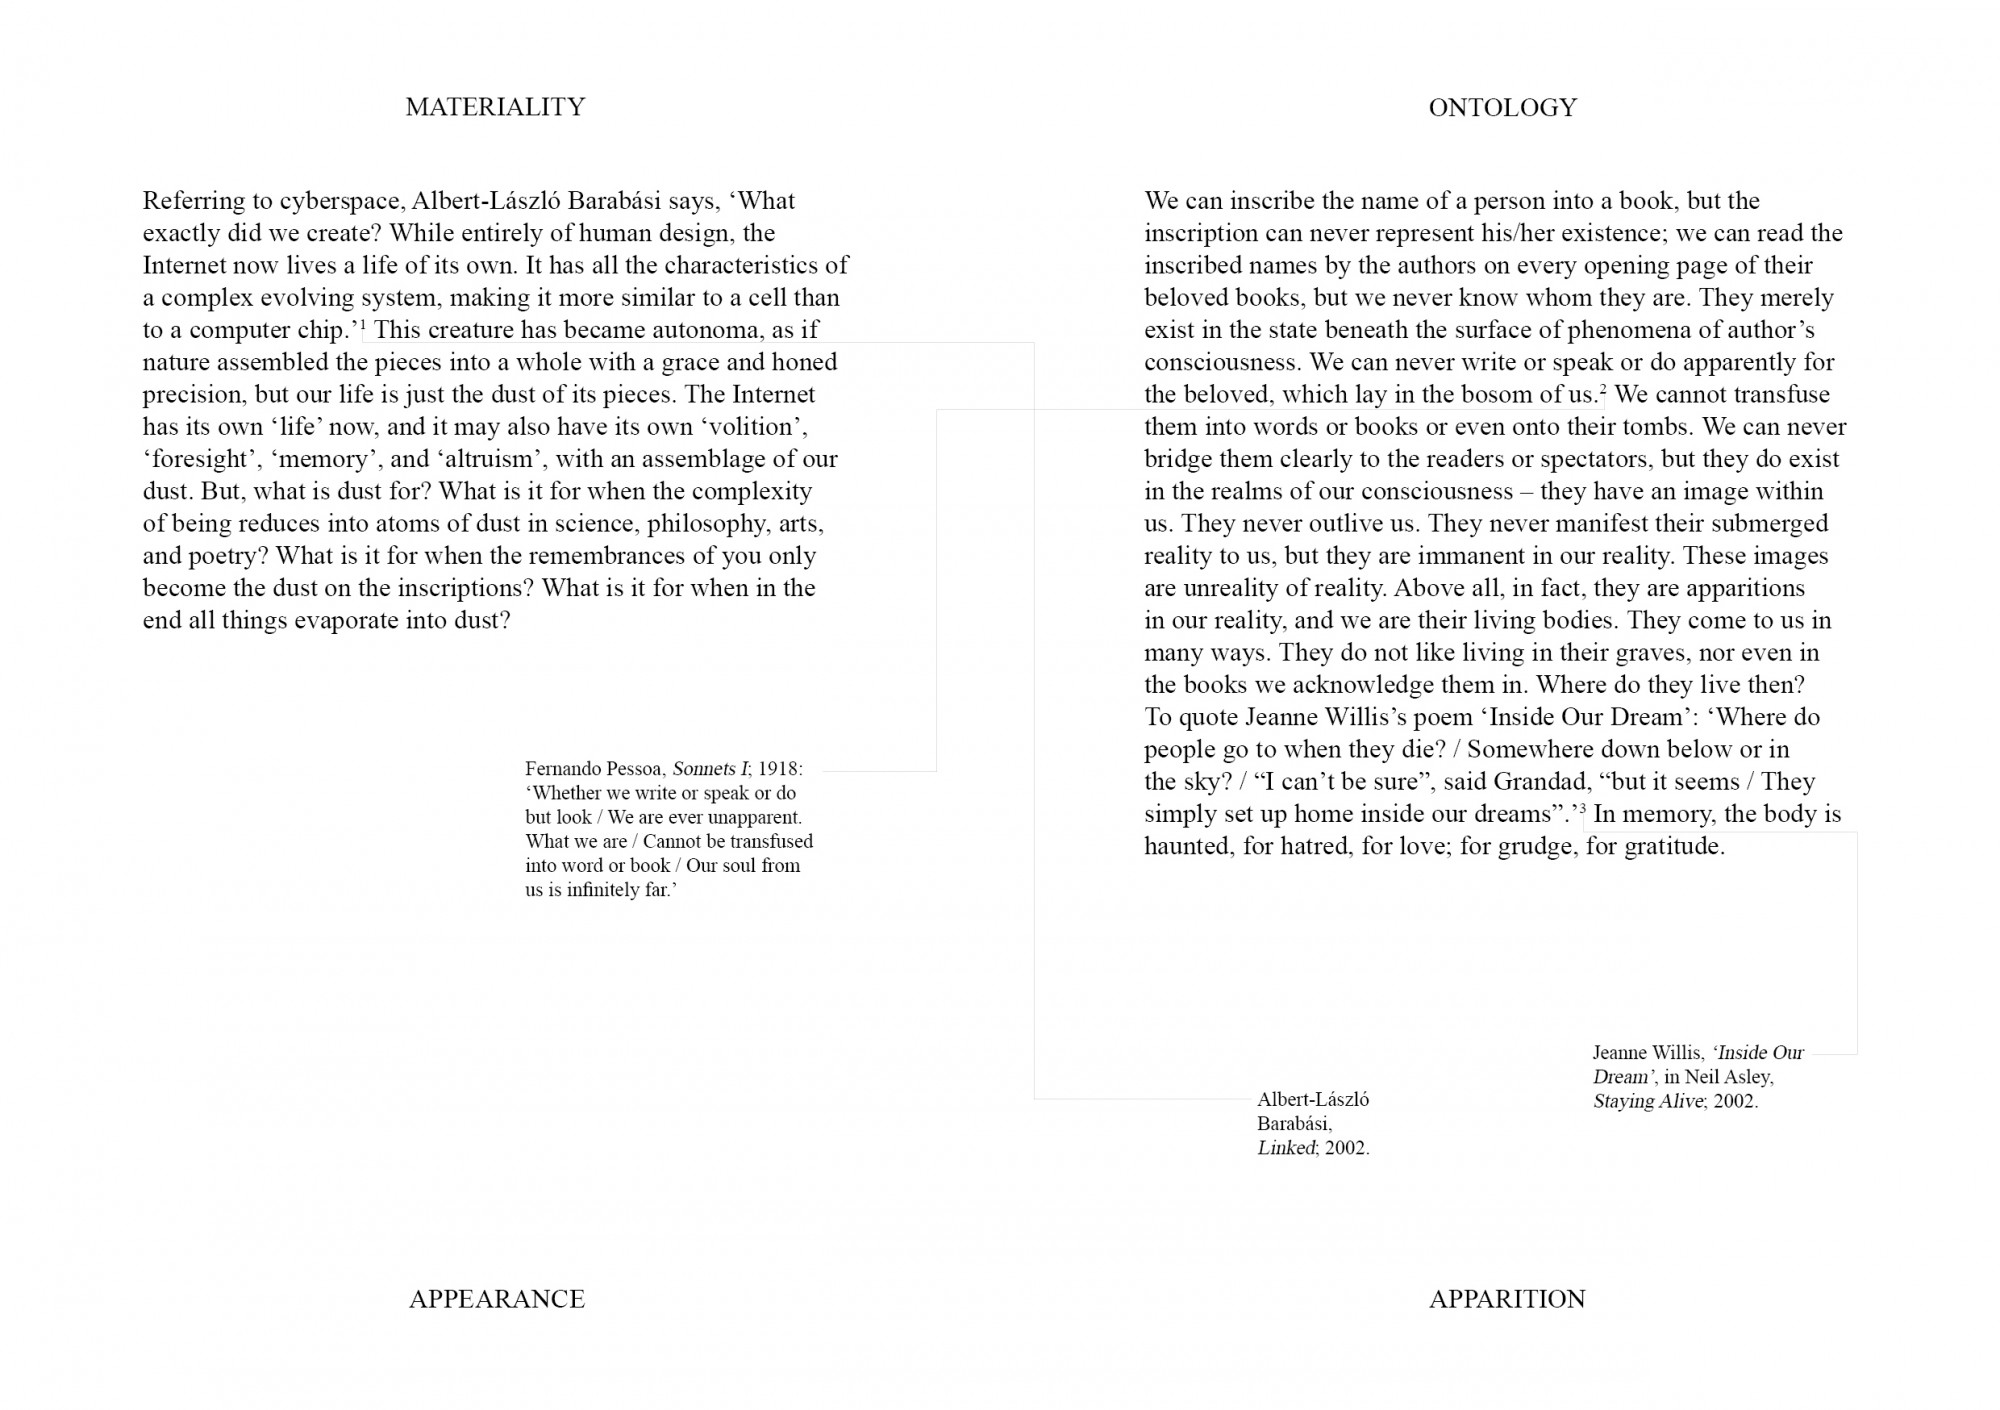 MATERIALITY
Referring to cyberspace, Albert-László Barabási says, ‘What
exactly did we create? While entirely of human design, the
Internet now lives a life of its own. It has all the characteristics of
a complex evolving system, making it more similar to a cell than
to a computer chip.’¹ This creature has became autonoma, as if
nature assembled the pieces into a whole with a grace and honed
precision, but our life is just the dust of its pieces. The Internet
has its own ‘life’ now, and it may also have its own ‘volition’,
‘foresight’, ‘memory’, and ‘altruism’, with an assemblage of our
dust. But, what is dust for? What is it for when the complexity
of being reduces into atoms of dust in science, philosophy, arts,
and poetry? What is it for when the remembrances of you only
become the dust on the inscriptions? What is it for when in the
end all things evaporate into dust?
Fernando Pessoa, Sonnets I; 1918:
‘Whether we write or speak or do
but look / We are ever unapparent.
What we are / Cannot be transfused
into word or book / Our soul from
us is infinitely far.’
APPEARANCE
ONTOLOGY
We can inscribe the name of a person into a book, but the
inscription can never represent his/her existence; we can read the
inscribed names by the authors on every opening page of their
beloved books, but we never know whom they are. They merely
exist in the state beneath the surface of phenomena of author’s
consciousness. We can never write or speak or do apparently for
the beloved, which lay in the bosom of us.² We cannot transfuse
them into words or books or even onto their tombs. We can never
bridge them clearly to the readers or spectators, but they do exist
in the realms of our consciousness – they have an image within
us. They never outlive us. They never manifest their submerged
reality to us, but they are immanent in our reality. These images
are unreality of reality. Above all, in fact, they are apparitions
in our reality, and we are their living bodies. They come to us in
many ways. They do not like living in their graves, nor even in
the books we acknowledge them in. Where do they live then?
To quote Jeanne Willis’s poem ‘Inside Our Dream’: ‘Where do
people go to when they die? / Somewhere down below or in
the sky? / “I can’t be sure”, said Grandad, “but it seems / They
simply set up home inside our dreams”.’³ In memory, the body is
haunted, for hatred, for love; for grudge, for gratitude.
Jeanne Willis, ‘Inside Our
Dream’, in Neil Asley,
Staying Alive; 2002.
Albert-László
Barabási,
Linked; 2002.
APPARITION